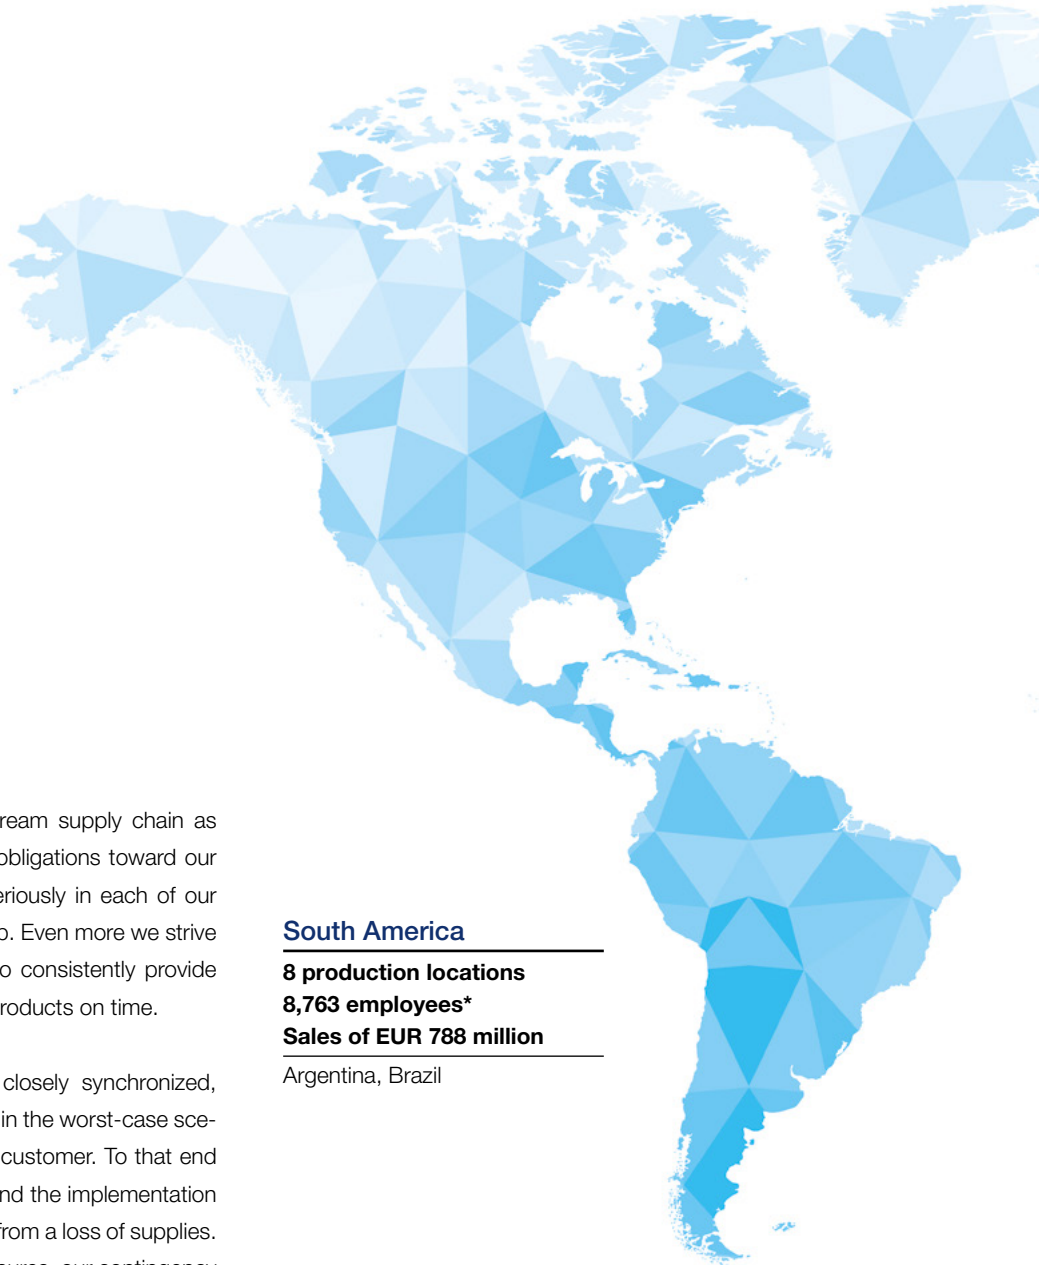 ream supply chain as
obligations toward our
eriously in each of our
Even more we strive
o consistently provide
roducts on time.
closely synchronized,
in the worst-case sce-
customer. To that end
nd the implementation
from a loss of supplies.
our contingency
South America
8 production locations
8,763 employees*
Sales of EUR 788 million
Argentina, Brazil